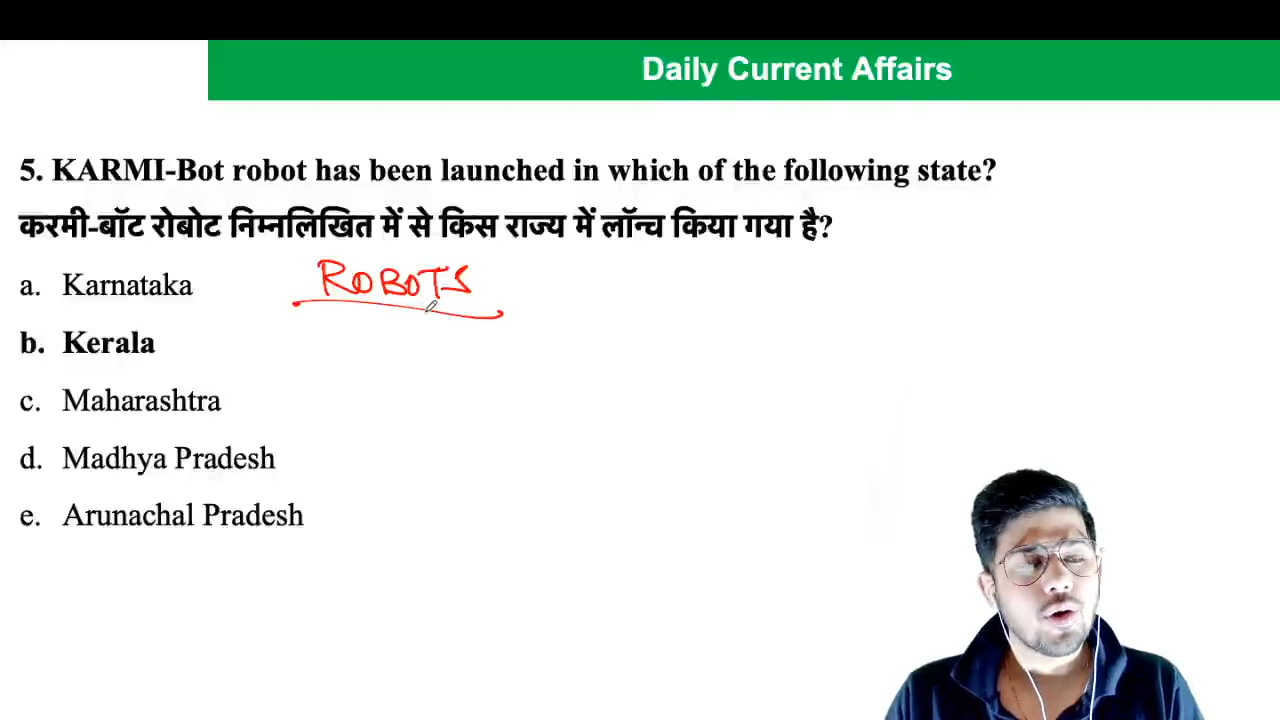 Daily Current Affairs
5. KARMI-Bot robot has been launched in which of the following state?
करमी-बॉट रोबोट निम्नलिखित में से किस राज्य में लॉन्च किया गया है?
a. Karnataka
ROBOTS
b. Kerala
c. Maharashtra
d. Madhya Pradesh
e. Arunachal Pradesh